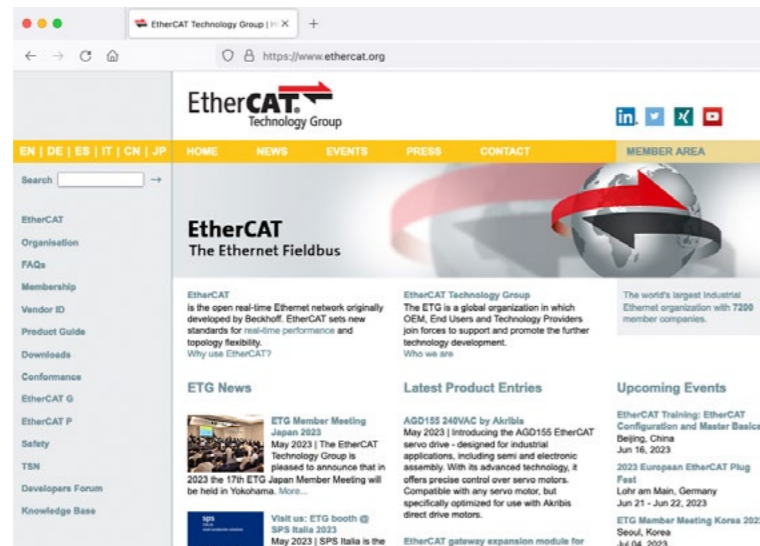 EtherCAT Technology Group | H
https://www.ethercat.org
EtherCAT.
Technology Group
in
EN | DE | ES | IT | CN | JP
HOME
NEWS
EVENTS
PRESS
CONTACT
MEMBER AREA
Search
EtherCAT
Organisation
FAQs
Membership
Vendor ID
Product Guide
Downloads
Conformance
EtherCAT G
EtherCAT P
Safety
TSN
Developers Forum
Knowledge Base
EtherCAT
The Ethernet Fieldbus
EtherCAT
is the open real-time Ethernet network originally
developed by Beckhoff. EtherCAT sets new
standards for real-time performance and
topology flexibility.
Why use EtherCAT?
EtherCAT Technology Group
The ETG is a global organization in which
OEM, End Users and Technology Providers
join forces to support and promote the further
technology development.
Who we are
The world's largest Industrial
Ethernet organization with 7200
member companies.
ETG News
ETG Member Meeting
Japan 2023
May 2023 | The EtherCAT
Technology Group is
pleased to announce that in
2023 the 17th ETG Japan Member Meeting will
be held in Yokohama. More...
sps
Visit us: ETG booth @
SPS Italia 2023
May 2023 | SPS Italia is the
Latest Product Entries
AGD155 240VAC by Akribis
May 2023 | Introducing the AGD155 EtherCAT
servo drive - designed for industrial
applications, including semi and electronic
assembly. With its advanced technology, it
offers precise control over servo motors.
Compatible with any servo motor, but
specifically optimized for use with Akribis
direct drive motors.
EtherCAT gateway expansion module for
Upcoming Events
EtherCAT Training: EtherCAT
Configuration and Master Basics
Beijing, China
Jun 16, 2023
2023 European EtherCAT Plug
Fest
Lohr am Main, Germany
Jun 21 - Jun 22, 2023
ETG Member Meeting Korea 202
Seoul, Korea
Jul 04, 2023